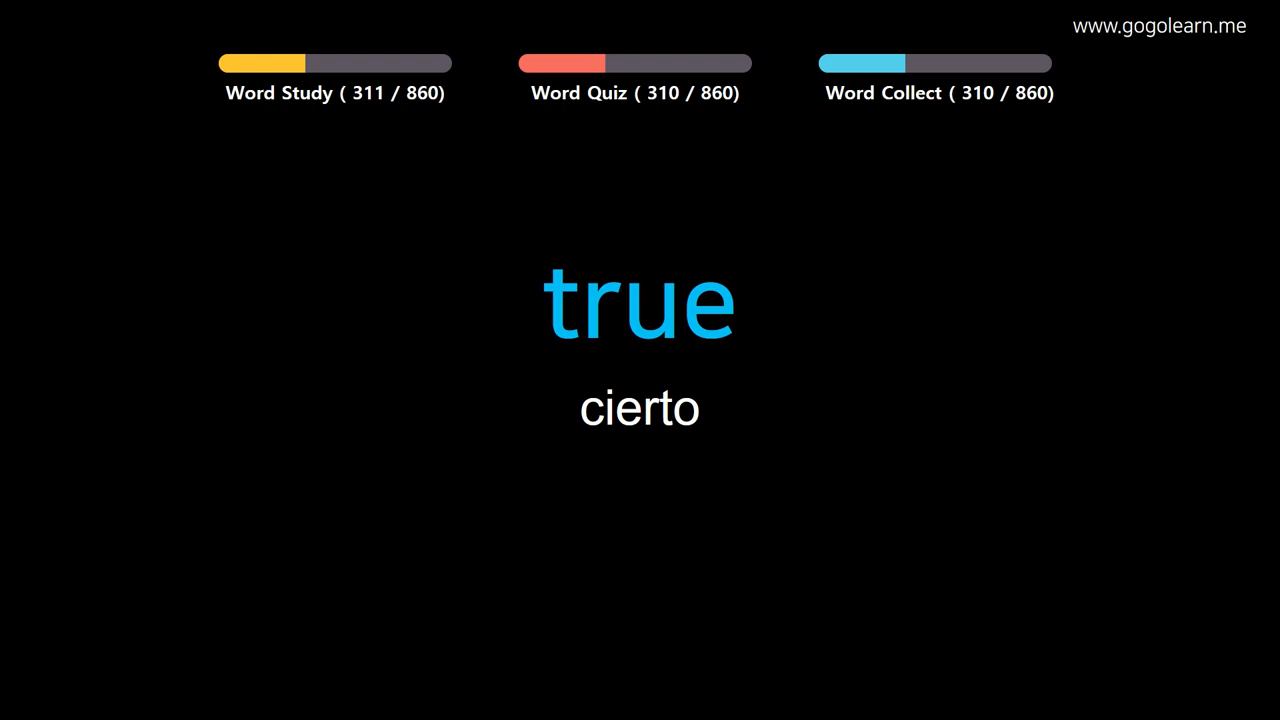 www.gogolearn.me
Word Study ( 311 / 860)
Word Quiz ( 310 / 860)
Word Collect ( 310 / 860)
true
cierto